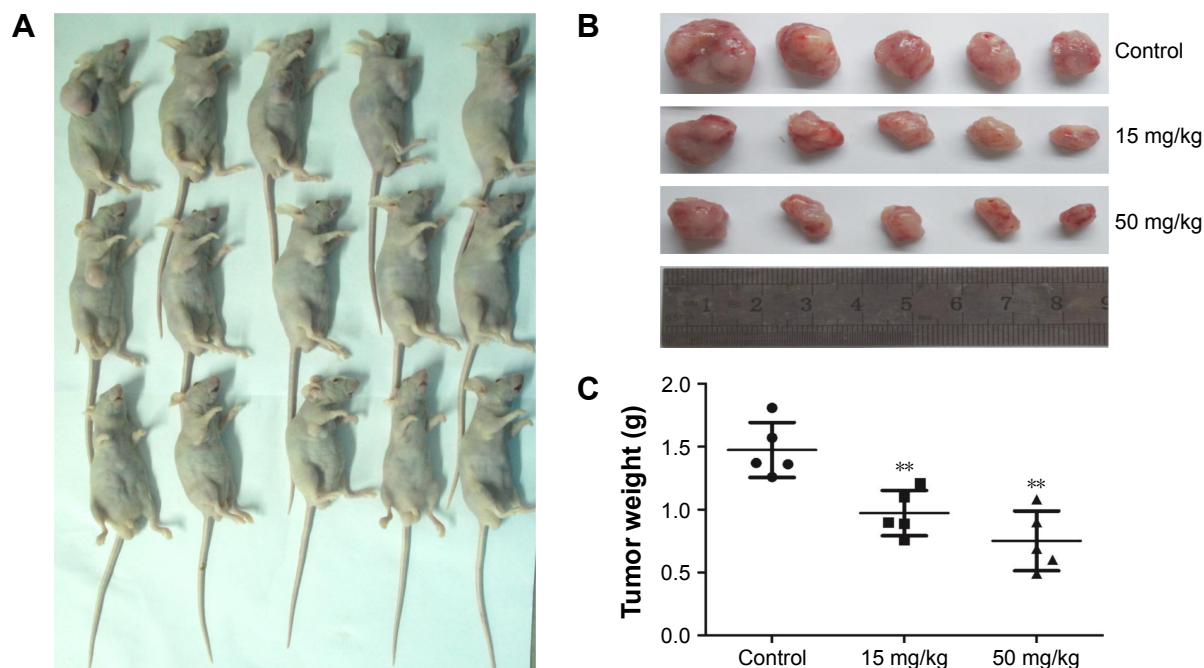 A
B
Control
15 mg/kg
50 mg/kg
1 2 3 4 5 6 7 8 9
C
Tumor weight (g)
2.0
1.5
1.0
0.5
0.0
**
**
Control
15 mg/kg
50 mg/kg